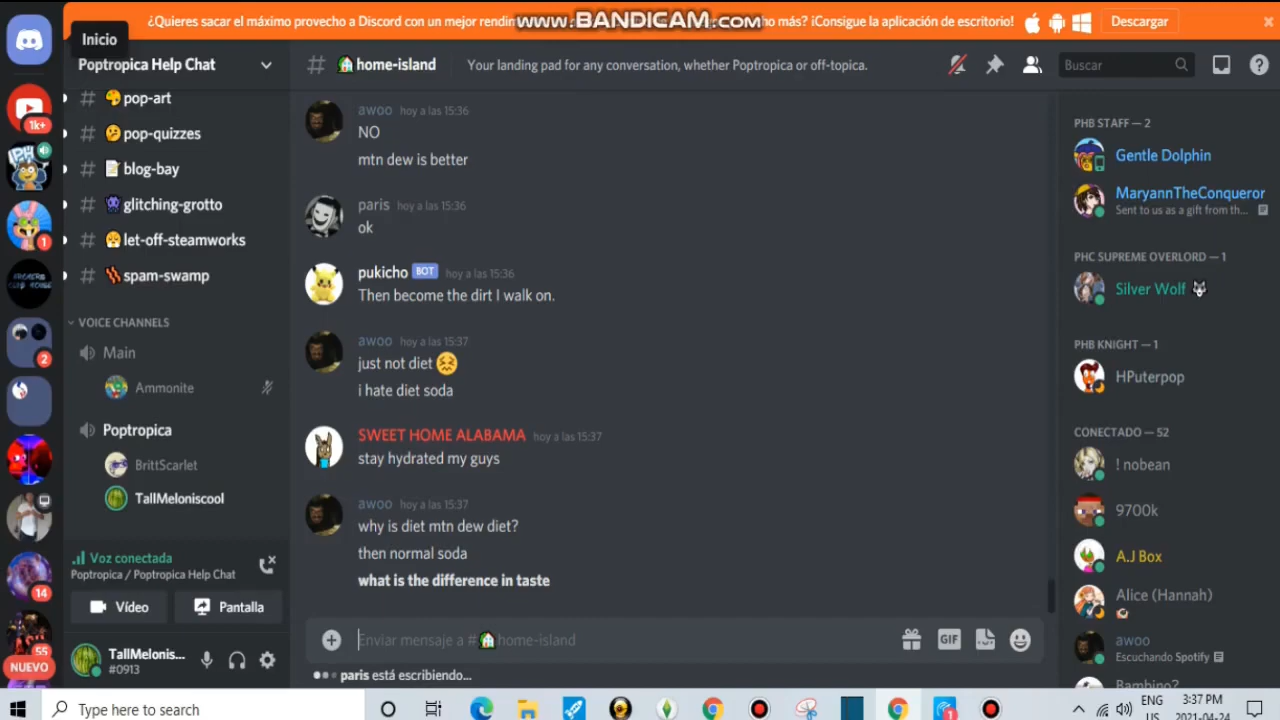 ¿Quieres sacar el máximo provecho a Discord con un mejor rendim
www.BANDICAM.com
ho más? ¡Consigue la aplicación de escritorio!
Descargar
Inicio
Poptropica Help Chat
# home-island
Your landing pad for any conversation, whether Poptropica or off-topica.
Buscar
1k+
1
2
14
55
NUEVO
# pop-art
# pop-quizzes
# blog-bay
# glitching-grotto
# let-off-steamworks
# spam-swamp
VOICE CHANNELS
Main
Ammonite
Poptropica
BrittScarlet
TallMeloniscool
Voz conectada
Poptropica / Poptropica Help Chat
Vídeo
Pantalla
TallMelonis...
#0913
awoo hoy a las 15:36
NO
mtn dew is better
paris hoy a las 15:36
ok
pukicho BOT hoy a las 15:36
Then become the dirt I walk on.
awoo hoy a las 15:37
just not diet 😖
i hate diet soda
SWEET HOME ALABAMA hoy a las 15:37
stay hydrated my guys
awoo hoy a las 15:37
why is diet mtn dew diet?
then normal soda
what is the difference in taste
Enviar mensaje a # home-island
GIF
paris está escribiendo...
PHB STAFF — 2
Gentle Dolphin
MaryannTheConqueror
Sent to us as a gift from th...
PHC SUPREME OVERLORD — 1
Silver Wolf 🐺
PHB KNIGHT — 1
HPuterpop
CONECTADO — 52
! nobean
9700k
A.J Box
Alice (Hannah)
awoo
Escuchando Spotify
Bambino?
Type here to search
1
ENG
US
3:37 PM
2021-04-24